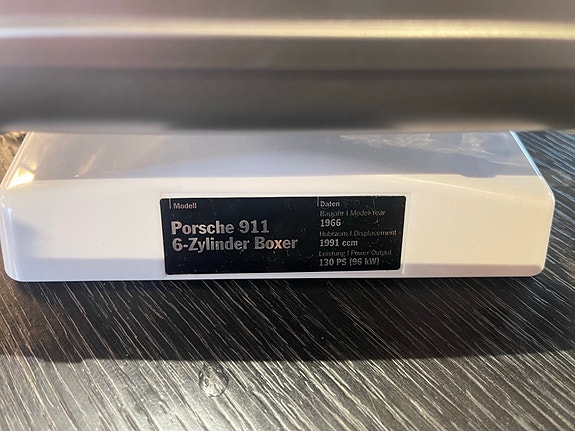 Modell
Porsche 911
6-Zylinder Boxer
Daten
Baujahr | Model Year
1966
Hubraum | Displacement
1991 ccm
Leistung | Power Output
130 PS (96 kW)